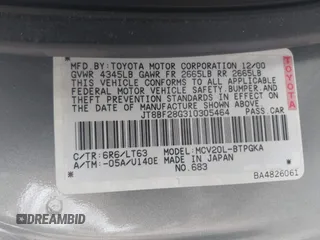 MFD.BY:TOYOTA MOTOR CORPORATION 12/00
GVWR 4345LB GAWR FR 2665LB RR 2665LB
THIS VEHICLE CONFORMS TO ALL APPLICABLE
FEDERAL MOTOR VEHICLE SAFETY, BUMPER, AND
THEFT PREVENTION STANDARDS IN EFFECT ON
THE DATE OF MANUFACTURE SHOWN ABOVE.
JT8BF28G310305464 PASS.CAR
C/TR:6R6/LT63 MODEL:MCV20L-BTPGKA
A/TM:-05A/U140E MADE IN JAPAN
NO.683
BA482606
TOYOTA
BIDFAX